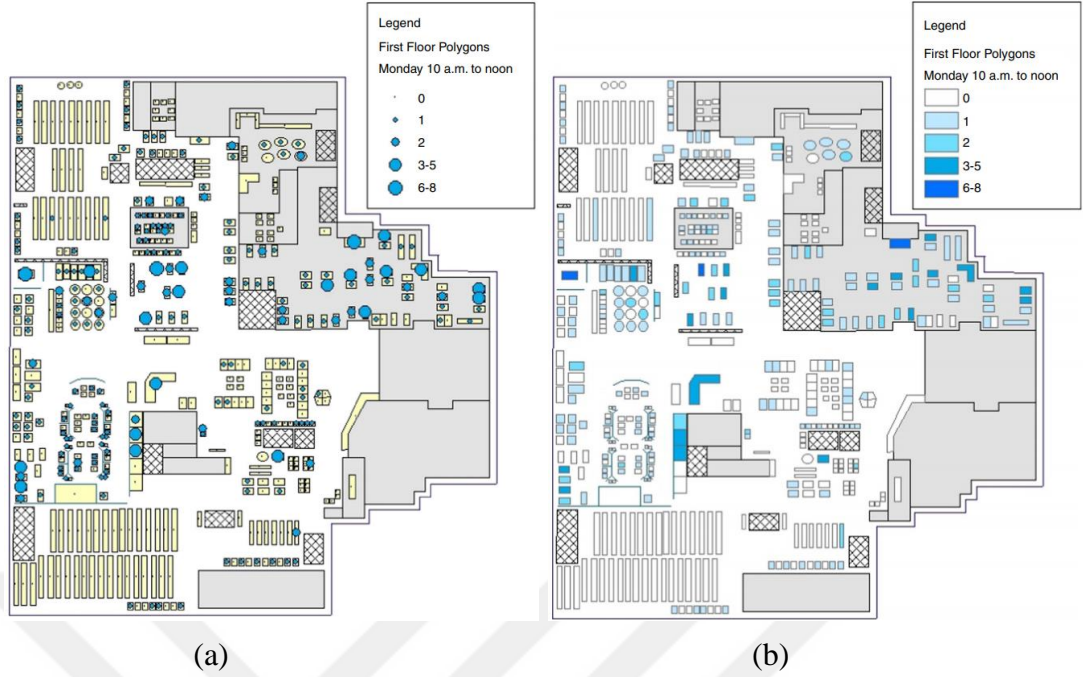 Legend
First Floor Polygons
Monday 10 a.m. to noon
0
1
2
3-5
6-8
Legend
First Floor Polygons
Monday 10 a.m. to noon
0
1
2
3-5
6-8
(a)
(b)